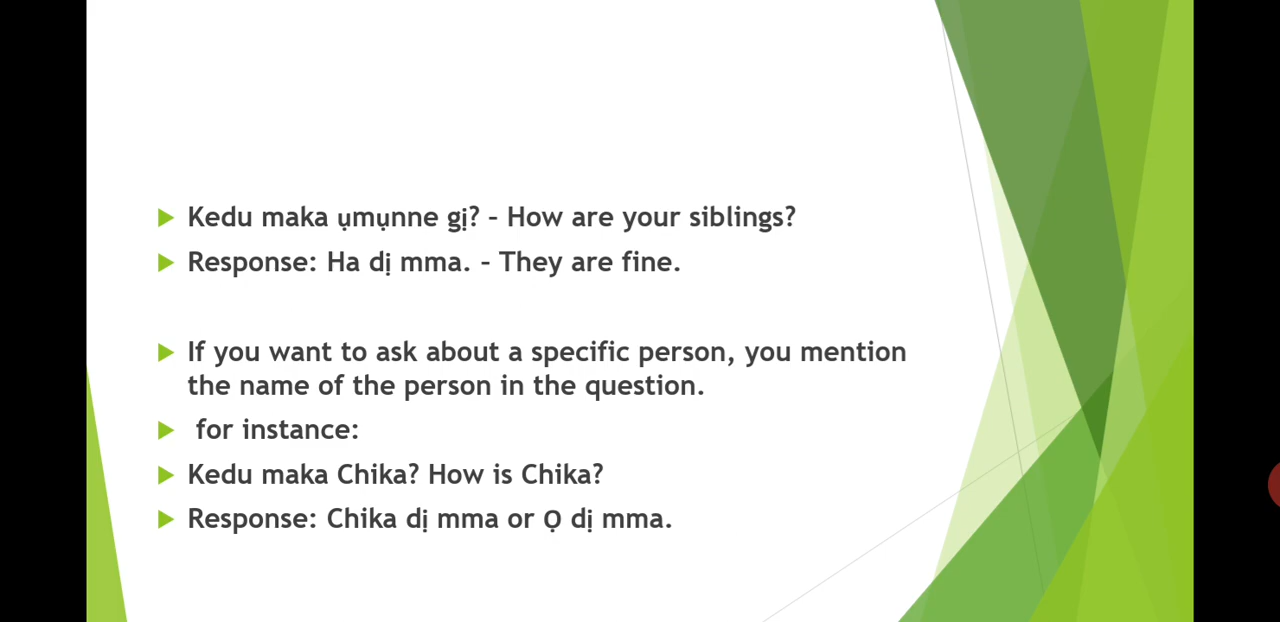 Kedu maka ụmụnne gị? – How are your siblings?
Response: Ha dị mma. – They are fine.
If you want to ask about a specific person, you mention
the name of the person in the question.
for instance:
Kedu maka Chika? How is Chika?
Response: Chika dị mma or Ọ dị mma.